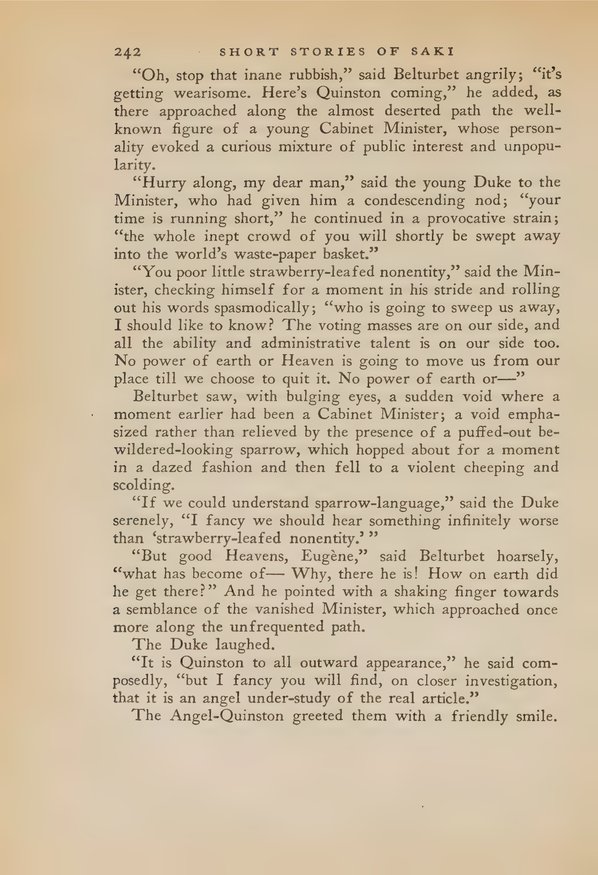 242 SHORT STORIES OF SAKI
“Oh, stop that inane rubbish,” said Belturbet angrily; “it’s
getting wearisome. Here’s Quinston coming,” he added, as
there approached along the almost deserted path the well-
known figure of a young Cabinet Minister, whose person-
ality evoked a curious mixture of public interest and unpopu-
larity.
“Hurry along, my dear man,” said the young Duke to the
Minister, who had given him a condescending nod; “your
time is running short,” he continued in a provocative strain;
“the whole inept crowd of you will shortly be swept away
into the world’s waste-paper basket.”
“You poor little strawberry-leafed nonentity,” said the Min-
ister, checking himself for a moment in his stride and rolling
out his words spasmodically; “who is going to sweep us away,
I should like to know? The voting masses are on our side, and
all the ability and administrative talent is on our side too.
No power of earth or Heaven is going to move us from our
place till we choose to quit it. No power of earth or—”
Belturbet saw, with bulging eyes, a sudden void where a
moment earlier had been a Cabinet Minister; a void empha-
sized rather than relieved by the presence of a puffed-out be-
wildered-looking sparrow, which hopped about for a moment
in a dazed fashion and then fell to a violent cheeping and
scolding.
“If we could understand sparrow-language,” said the Duke
serenely, “I fancy we should hear something infinitely worse
than ‘strawberry-leafed nonentity.’ ”
“But good Heavens, Eugène,” said Belturbet hoarsely,
“what has become of— Why, there he is! How on earth did
he get there?” And he pointed with a shaking finger towards
a semblance of the vanished Minister, which approached once
more along the unfrequented path.
The Duke laughed.
“It is Quinston to all outward appearance,” he said com-
posedly, “but I fancy you will find, on closer investigation,
that it is an angel under-study of the real article.”
The Angel-Quinston greeted them with a friendly smile.